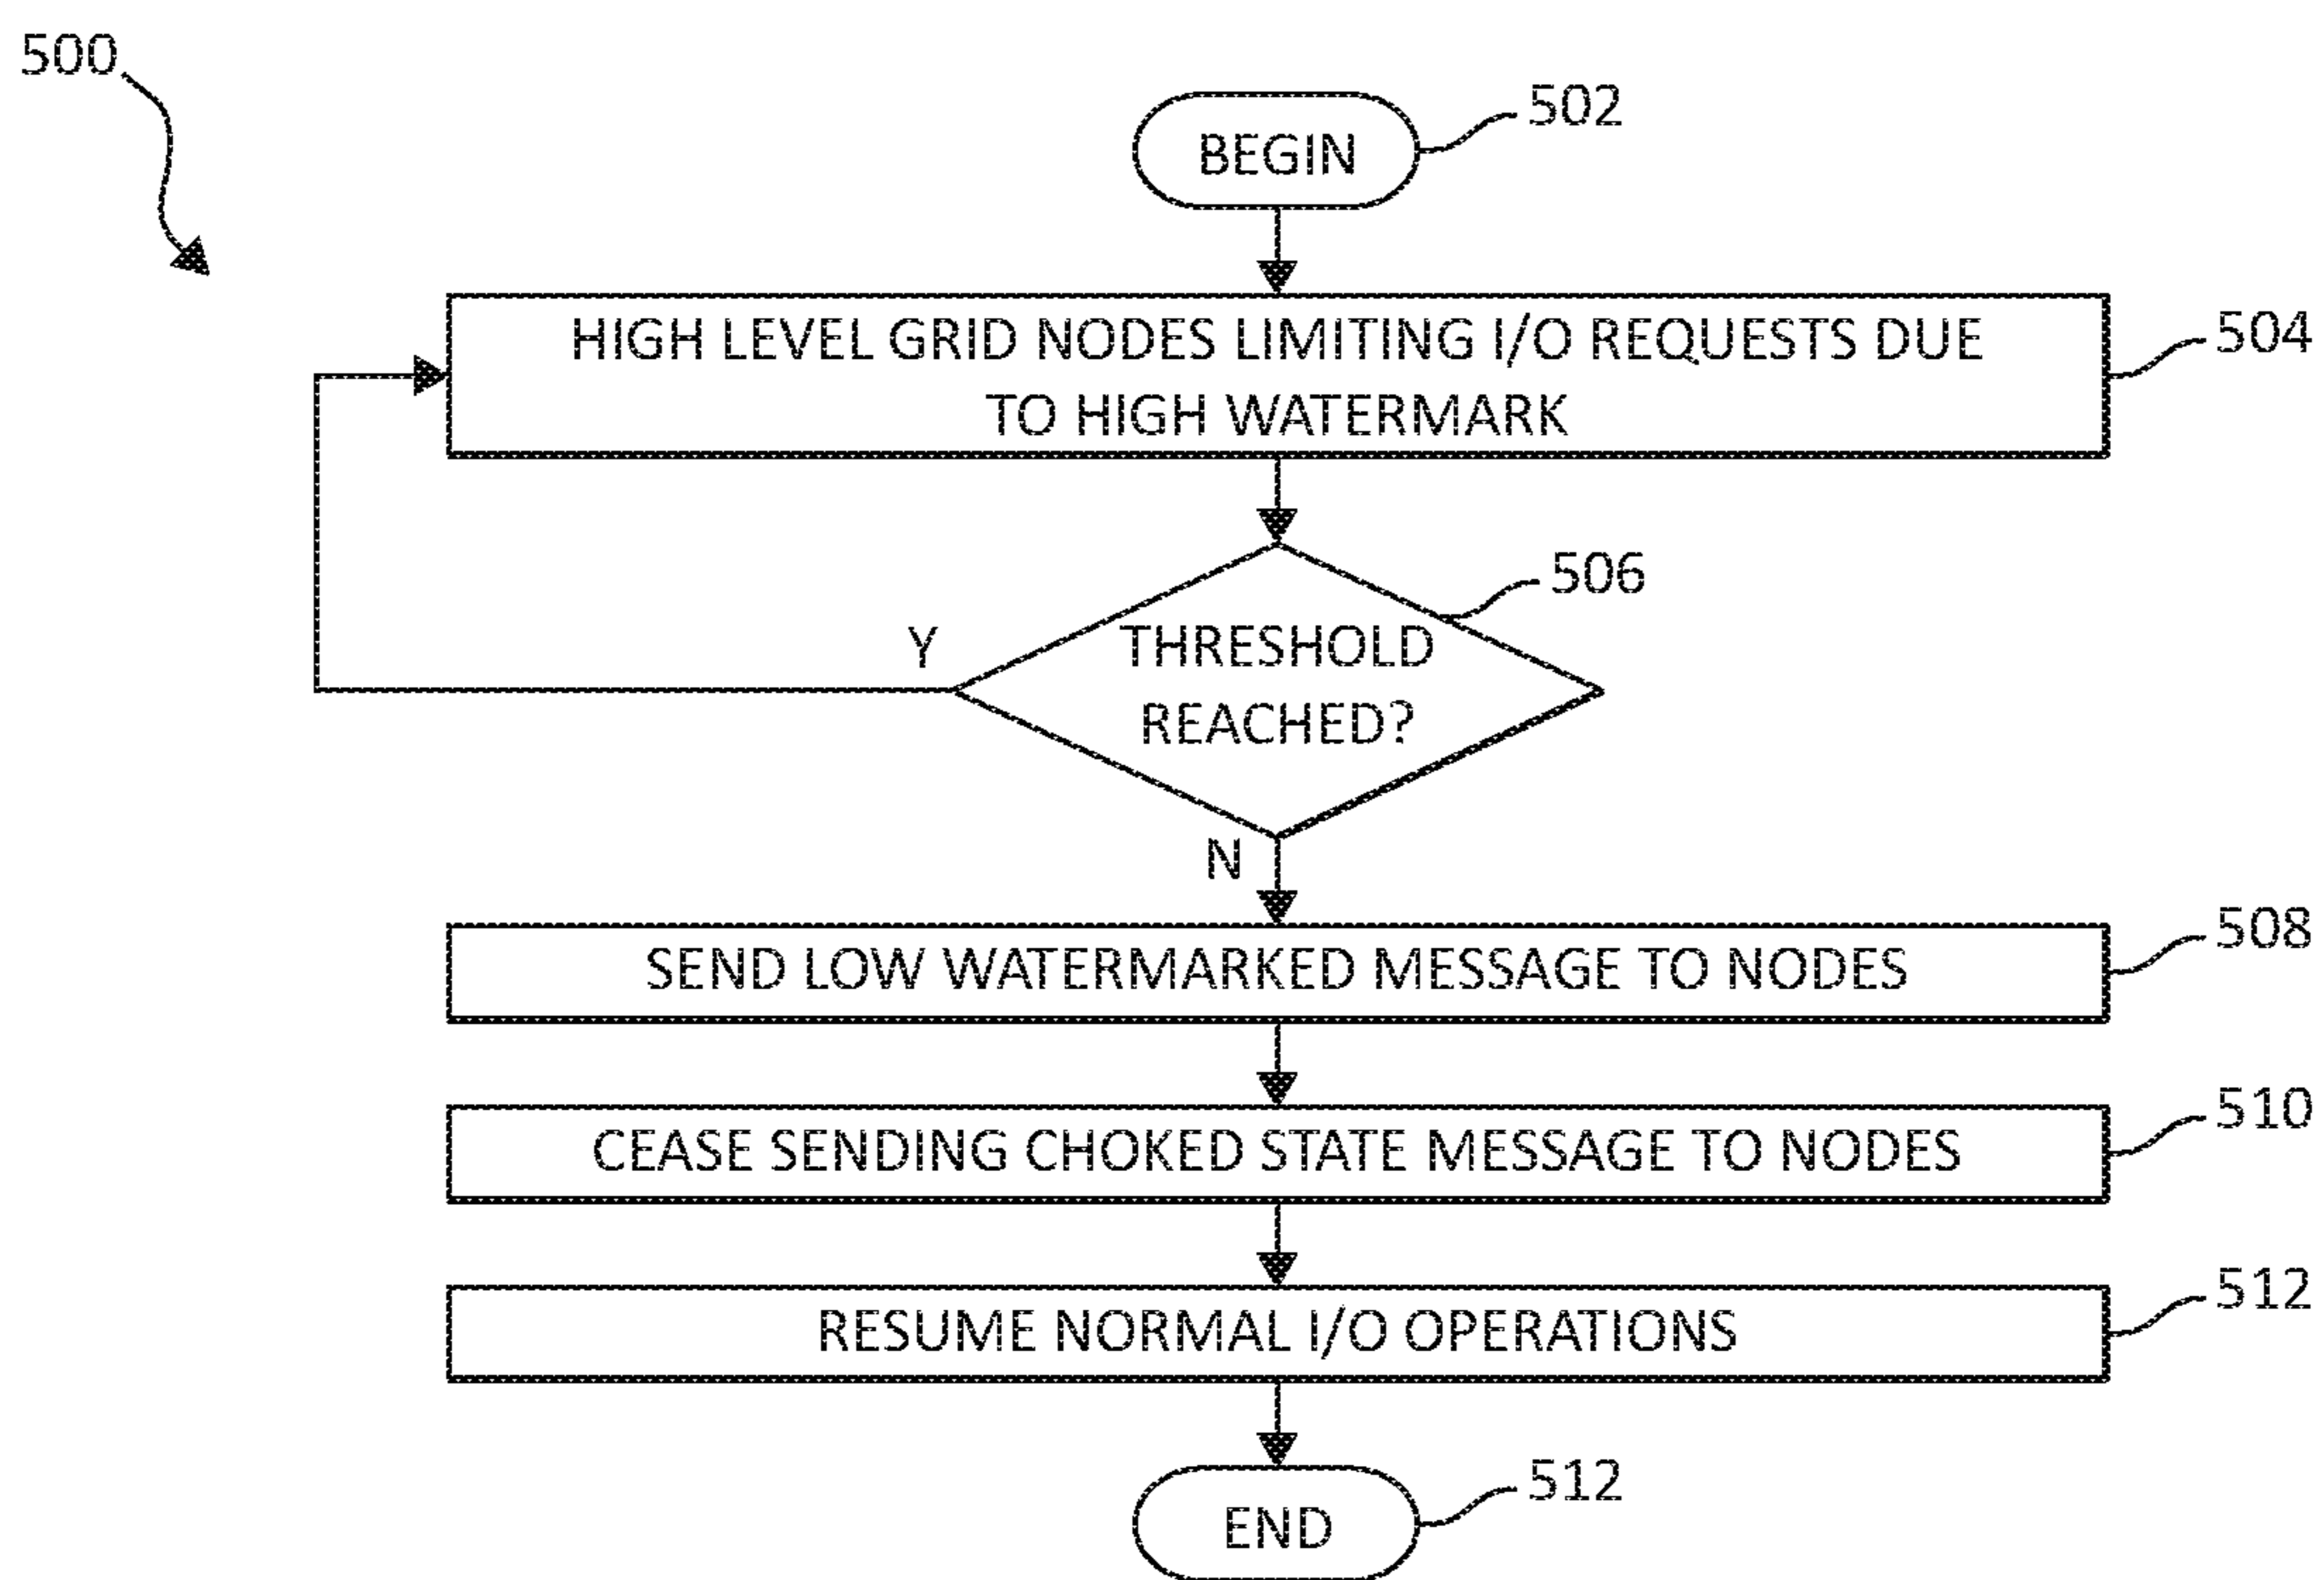 500
BEGIN
502
HIGH LEVEL GRID NODES LIMITING I/O REQUESTS DUE
TO HIGH WATERMARK
504
506
THRESHOLD
REACHED?
Y
N
SEND LOW WATERMARKED MESSAGE TO NODES
508
CEASE SENDING CHOKED STATE MESSAGE TO NODES
510
RESUME NORMAL I/O OPERATIONS
512
END
512